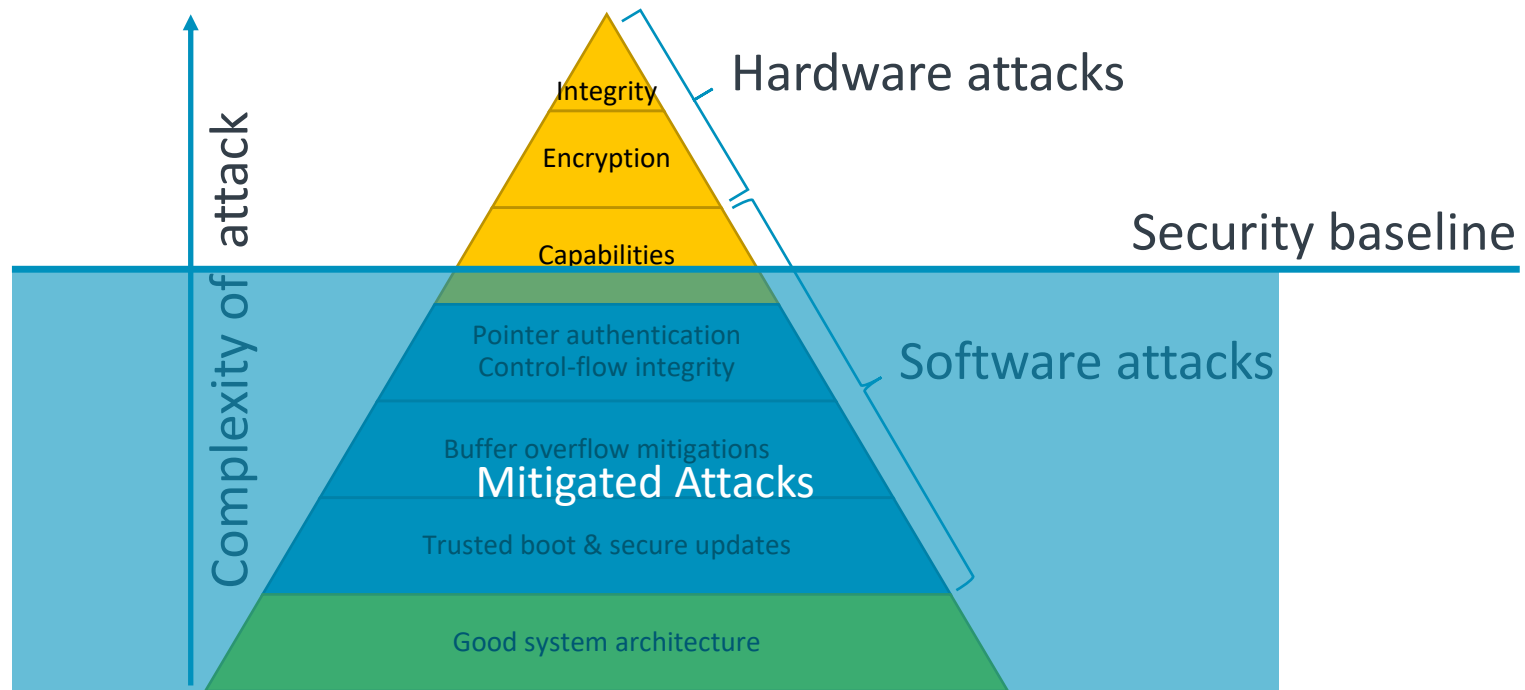 Hardware attacks
Integrity
Encryption
Security baseline
Capabilities
Complexity of attack
Pointer authentication
Control-flow integrity
Software attacks
Buffer overflow mitigations
Mitigated Attacks
Trusted boot & secure updates
Good system architecture